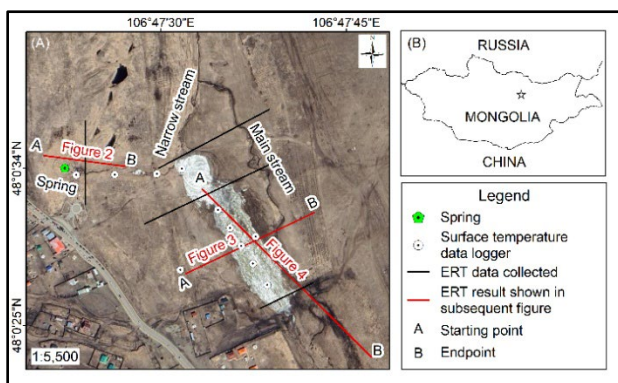 106°47'30"E
106°47'45"E
(A)
N
48°0'34"N
48°0'25"N
Narrow stream
Main stream
A
Figure 2
B
Spring
A
B
Figure 3
A
Figure 4
B
1:5,500
(B)
RUSSIA
MONGOLIA
CHINA
Legend
Spring
Surface temperature
data logger
ERT data collected
ERT result shown in
subsequent figure
A Starting point
B Endpoint